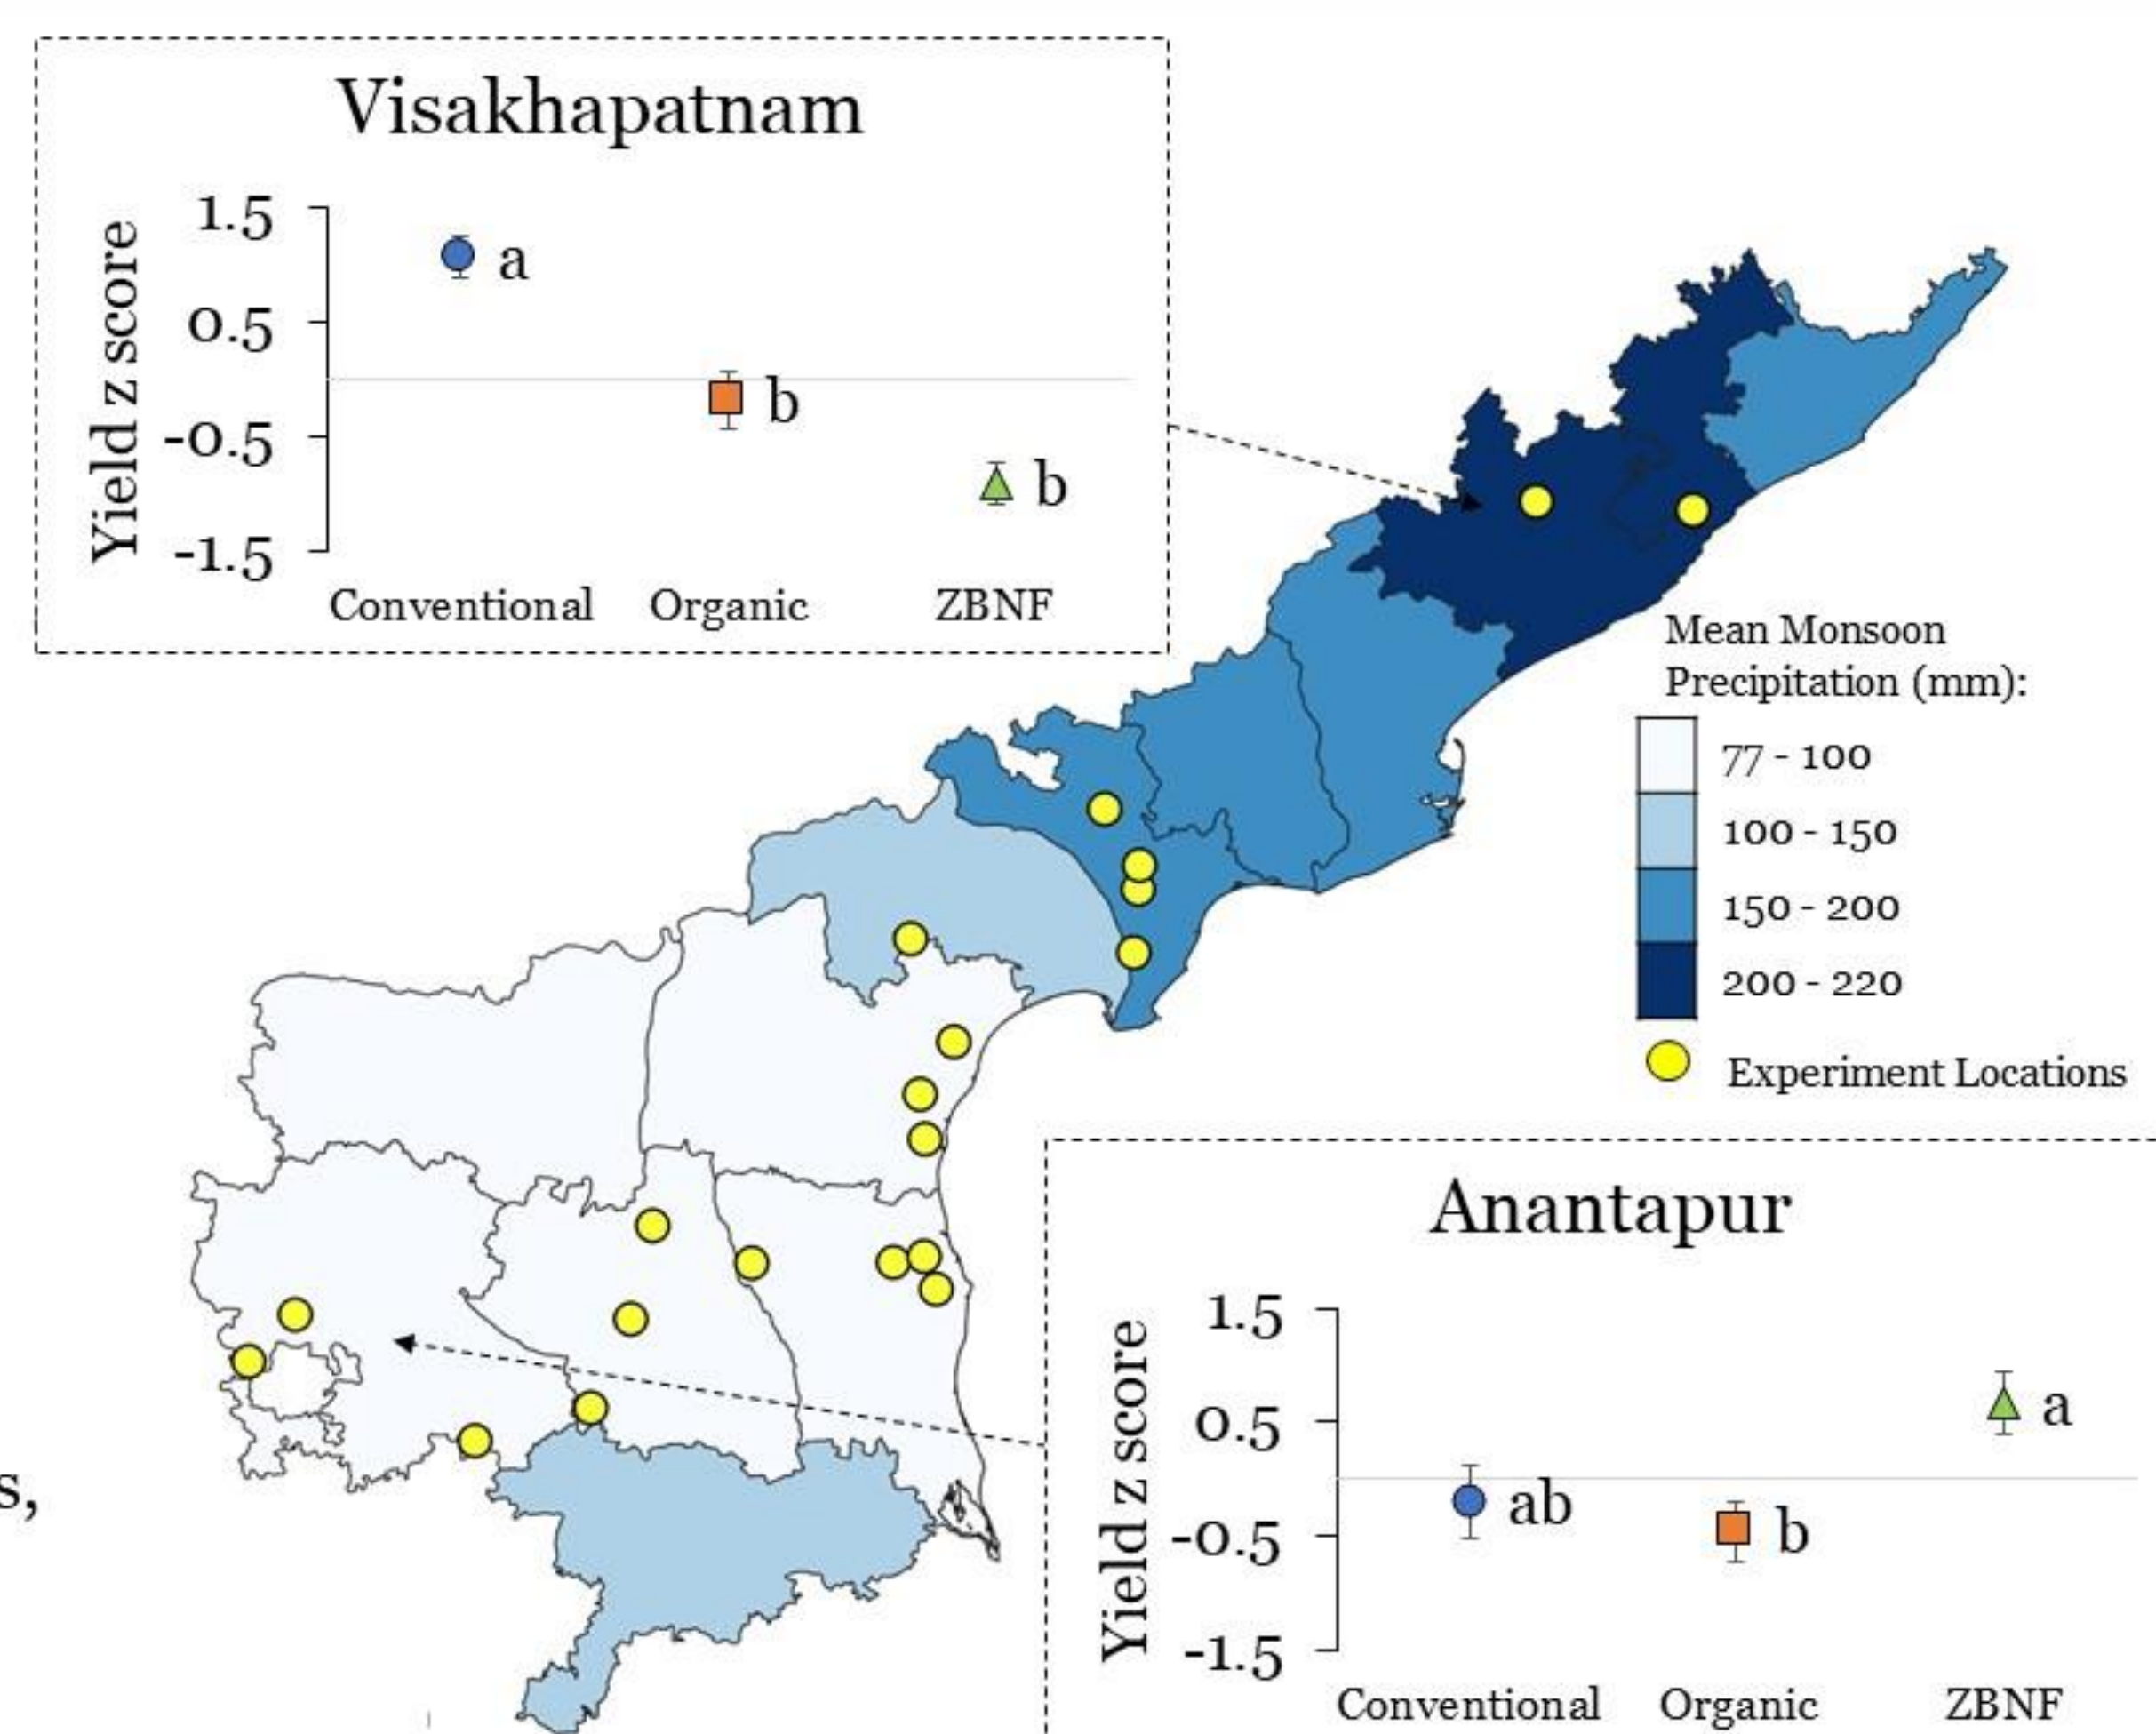 Visakhapatnam
Yield z score
1.5
0.5
-0.5
-1.5
a
b
b
Conventional Organic ZBNF
Mean Monsoon
Precipitation (mm):
77 - 100
100 - 150
150 - 200
200 - 220
Experiment Locations
s,
Anantapur
Yield z score
1.5
0.5
-0.5
-1.5
ab
b
a
Conventional Organic ZBNF